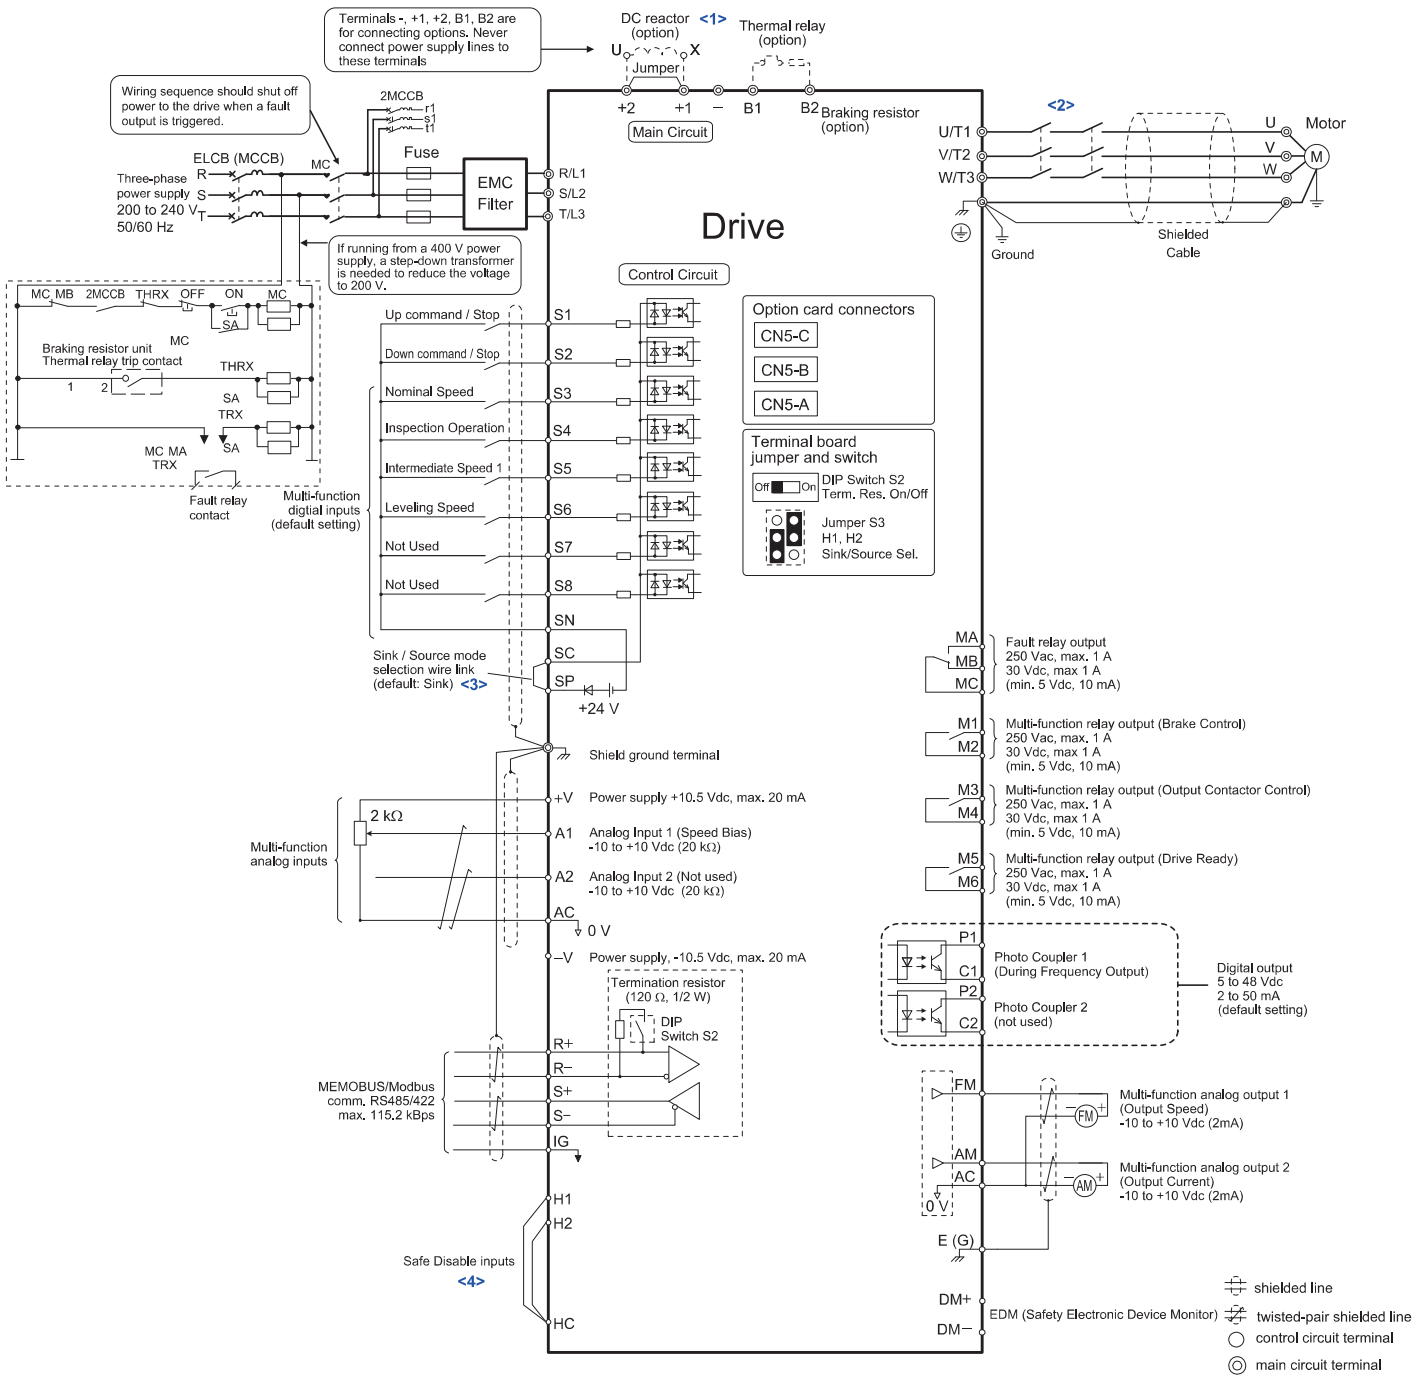 Terminals -, +1, +2, B1, B2 are
for connecting options. Never
connect power supply lines to
these terminals
DC reactor
(option)
<1>
U
X
Jumper
Thermal relay
(option)
Wiring sequence should shut off
power to the drive when a fault
output is triggered.
2MCCB
r1
s1
t1
+2
+1
–
B1
B2
Braking resistor
(option)
Main Circuit
<2>
U/T1
V/T2
W/T3
U
V
W
Motor
M
Ground
Shielded
Cable
ELCB (MCCB)
MC
Fuse
Three-phase
power supply
200 to 240 V
50/60 Hz
R
S
T
EMC
Filter
R/L1
S/L2
T/L3
Drive
If running from a 400 V power
supply, a step-down transformer
is needed to reduce the voltage
to 200 V.
MC MB
2MCCB
THRX
OFF
ON
MC
SA
MC
Braking resistor unit
Thermal relay trip contact
1
2
THRX
SA
TRX
MC MA
TRX
SA
Fault relay
contact
Control Circuit
Up command / Stop
S1
Down command / Stop
S2
Nominal Speed
S3
Inspection Operation
S4
Intermediate Speed 1
S5
Leveling Speed
S6
Not Used
S7
Not Used
S8
Multi-function
digtial inputs
(default setting)
SN
SC
SP
+24 V
Sink / Source mode
selection wire link
(default: Sink) <3>
Option card connectors
CN5-C
CN5-B
CN5-A
Terminal board
jumper and switch
Off
On
DIP Switch S2
Term. Res. On/Off
Jumper S3
H1, H2
Sink/Source Sel.
MA
MB
MC
Fault relay output
250 Vac, max. 1 A
30 Vdc, max 1 A
(min. 5 Vdc, 10 mA)
M1
M2
Multi-function relay output (Brake Control)
250 Vac, max. 1 A
30 Vdc, max 1 A
(min. 5 Vdc, 10 mA)
M3
M4
Multi-function relay output (Output Contactor Control)
250 Vac, max. 1 A
30 Vdc, max 1 A
(min. 5 Vdc, 10 mA)
M5
M6
Multi-function relay output (Drive Ready)
250 Vac, max. 1 A
30 Vdc, max 1 A
(min. 5 Vdc, 10 mA)
Shield ground terminal
+V
Power supply +10.5 Vdc, max. 20 mA
2 kΩ
A1
Analog Input 1 (Speed Bias)
-10 to +10 Vdc (20 kΩ)
Multi-function
analog inputs
A2
Analog Input 2 (Not used)
-10 to +10 Vdc (20 kΩ)
AC
0 V
–V
Power supply, -10.5 Vdc, max. 20 mA
P1
C1
Photo Coupler 1
(During Frequency Output)
P2
C2
Photo Coupler 2
(not used)
Digital output
5 to 48 Vdc
2 to 50 mA
(default setting)
Termination resistor
(120 Ω, 1/2 W)
DIP
Switch S2
R+
R–
S+
S–
IG
MEMOBUS/Modbus
comm. RS485/422
max. 115.2 kBps
FM
– +
FM
Multi-function analog output 1
(Output Speed)
-10 to +10 Vdc (2mA)
AM
AC
0 V
– +
AM
Multi-function analog output 2
(Output Current)
-10 to +10 Vdc (2mA)
E (G)
H1
H2
HC
Safe Disable inputs
<4>
DM+
DM–
EDM (Safety Electronic Device Monitor)
shielded line
twisted-pair shielded line
control circuit terminal
main circuit terminal